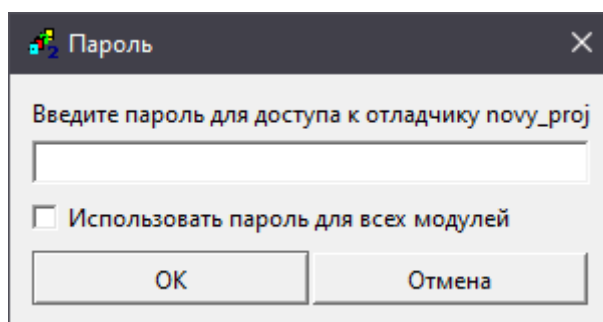 Пароль
Введите пароль для доступа к отладчику novy_proj
Использовать пароль для всех модулей
OK
Отмена